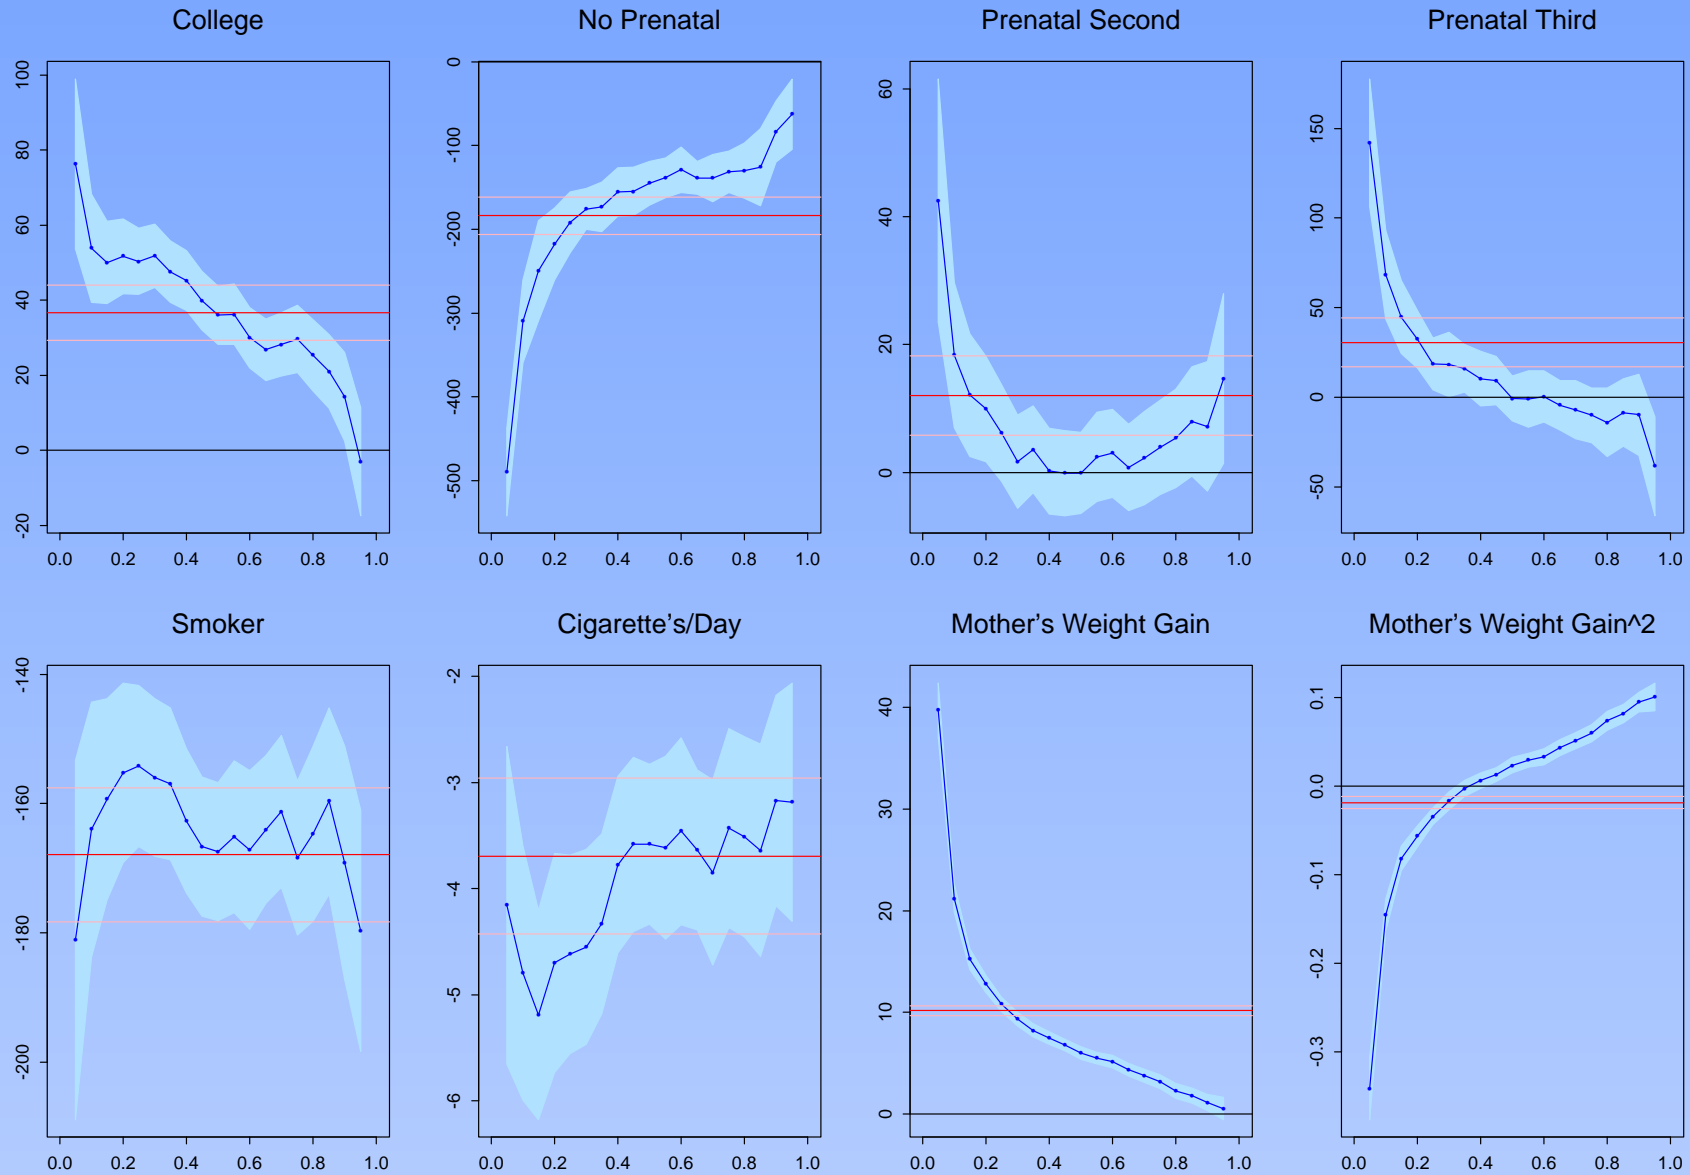 College
100
80
60
40
20
0
-20
0.0 0.2 0.4 0.6 0.8 1.0
No Prenatal
0
-100
-200
-300
-400
-500
0.0 0.2 0.4 0.6 0.8 1.0
Prenatal Second
60
40
20
0
0.0 0.2 0.4 0.6 0.8 1.0
Prenatal Third
150
100
50
0
50
0.0 0.2 0.4 0.6 0.8 1.0
Smoker
-140
-160
-180
-200
0.0 0.2 0.4 0.6 0.8 1.0
Cigarette's/Day
-2
-3
-4
-5
-6
0.0 0.2 0.4 0.6 0.8 1.0
Mother's Weight Gain
40
30
20
10
0
0.0 0.2 0.4 0.6 0.8 1.0
Mother's Weight Gain^2
0.1
0.0
-0.1
-0.2
-0.3
0.0 0.2 0.4 0.6 0.8 1.0